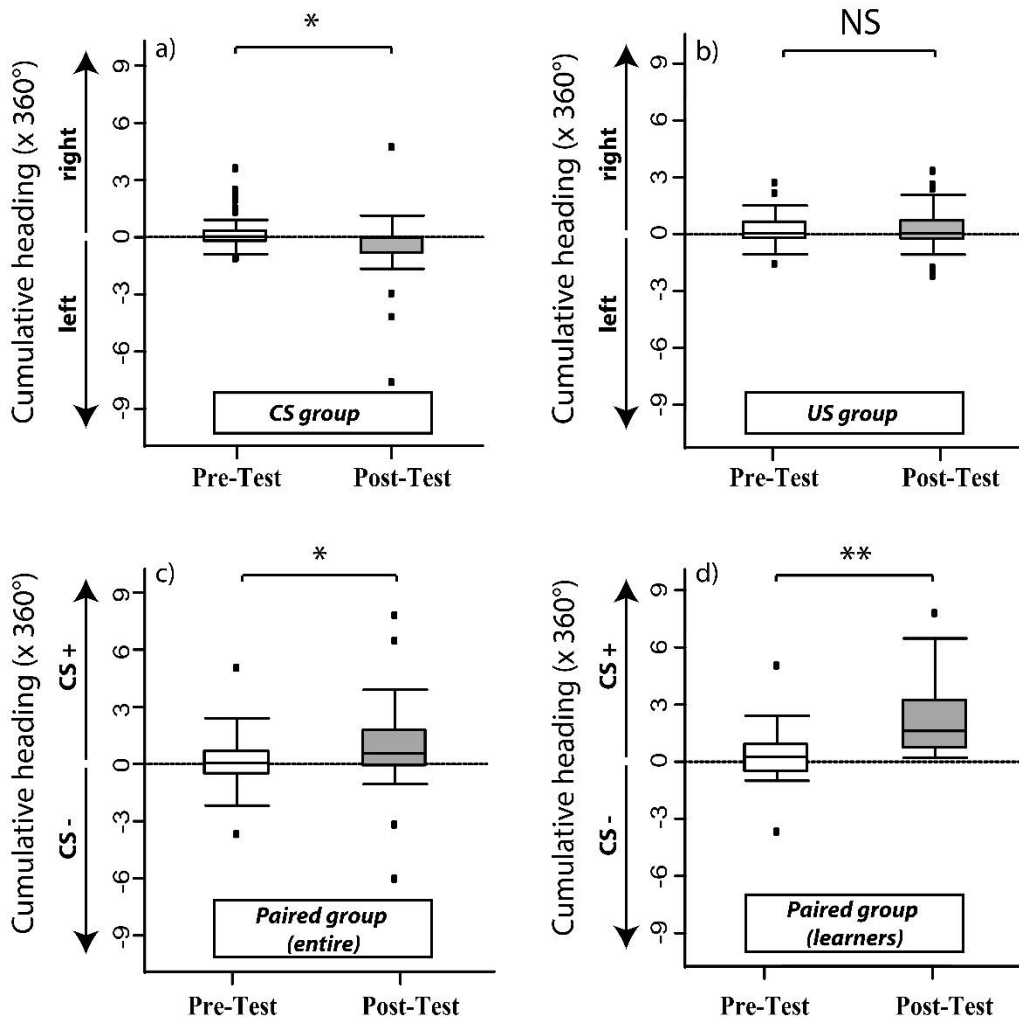 a)
*
Cumulative heading (x 360°)
left right
-9 -6 -3 0 3 6 9
CS group
Pre-Test Post-Test
b)
NS
Cumulative heading (x 360°)
left right
-9 -6 -3 0 3 6 9
US group
Pre-Test Post-Test
c)
*
Cumulative heading (x 360°)
CS - CS +
-9 -6 -3 0 3 6 9
Paired group
(entire)
Pre-Test Post-Test
d)
**
Cumulative heading (x 360°)
CS - CS +
-9 -6 -3 0 3 6 9
Paired group
(learners)
Pre-Test Post-Test